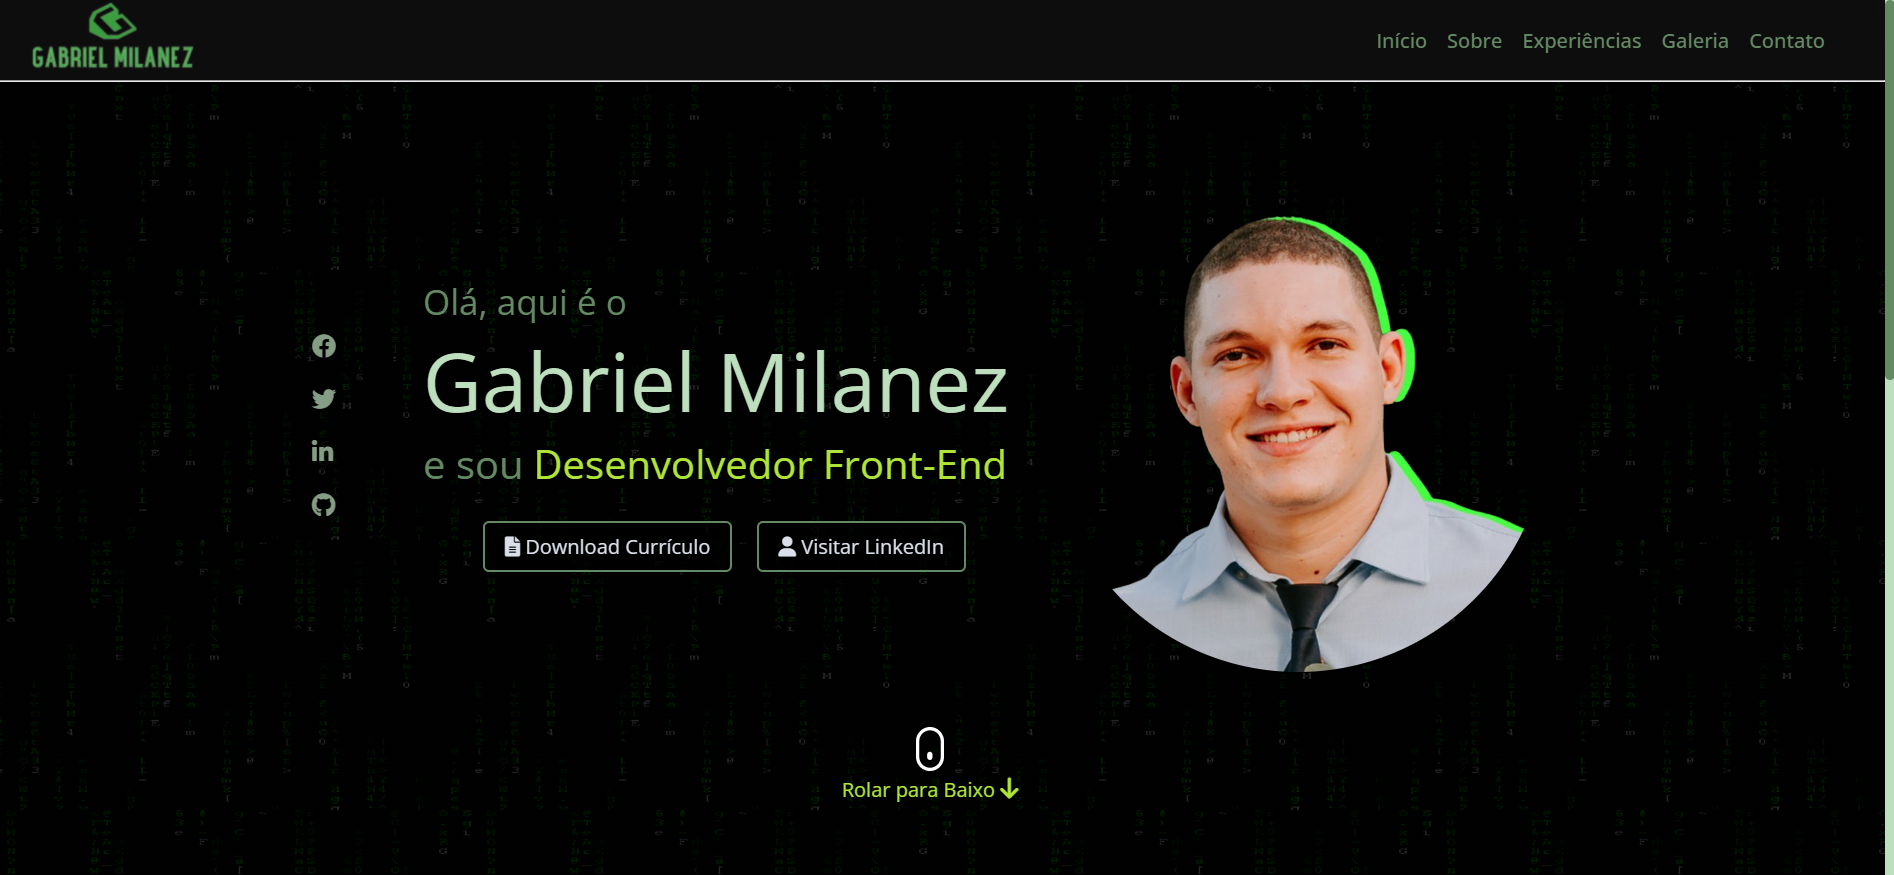 GABRIEL MILANEZ
Início Sobre Experiências Galeria Contato
Olá, aqui é o
Gabriel Milanez
e sou Desenvolvedor Front-End
Download Currículo Visitar LinkedIn
Rolar para Baixo